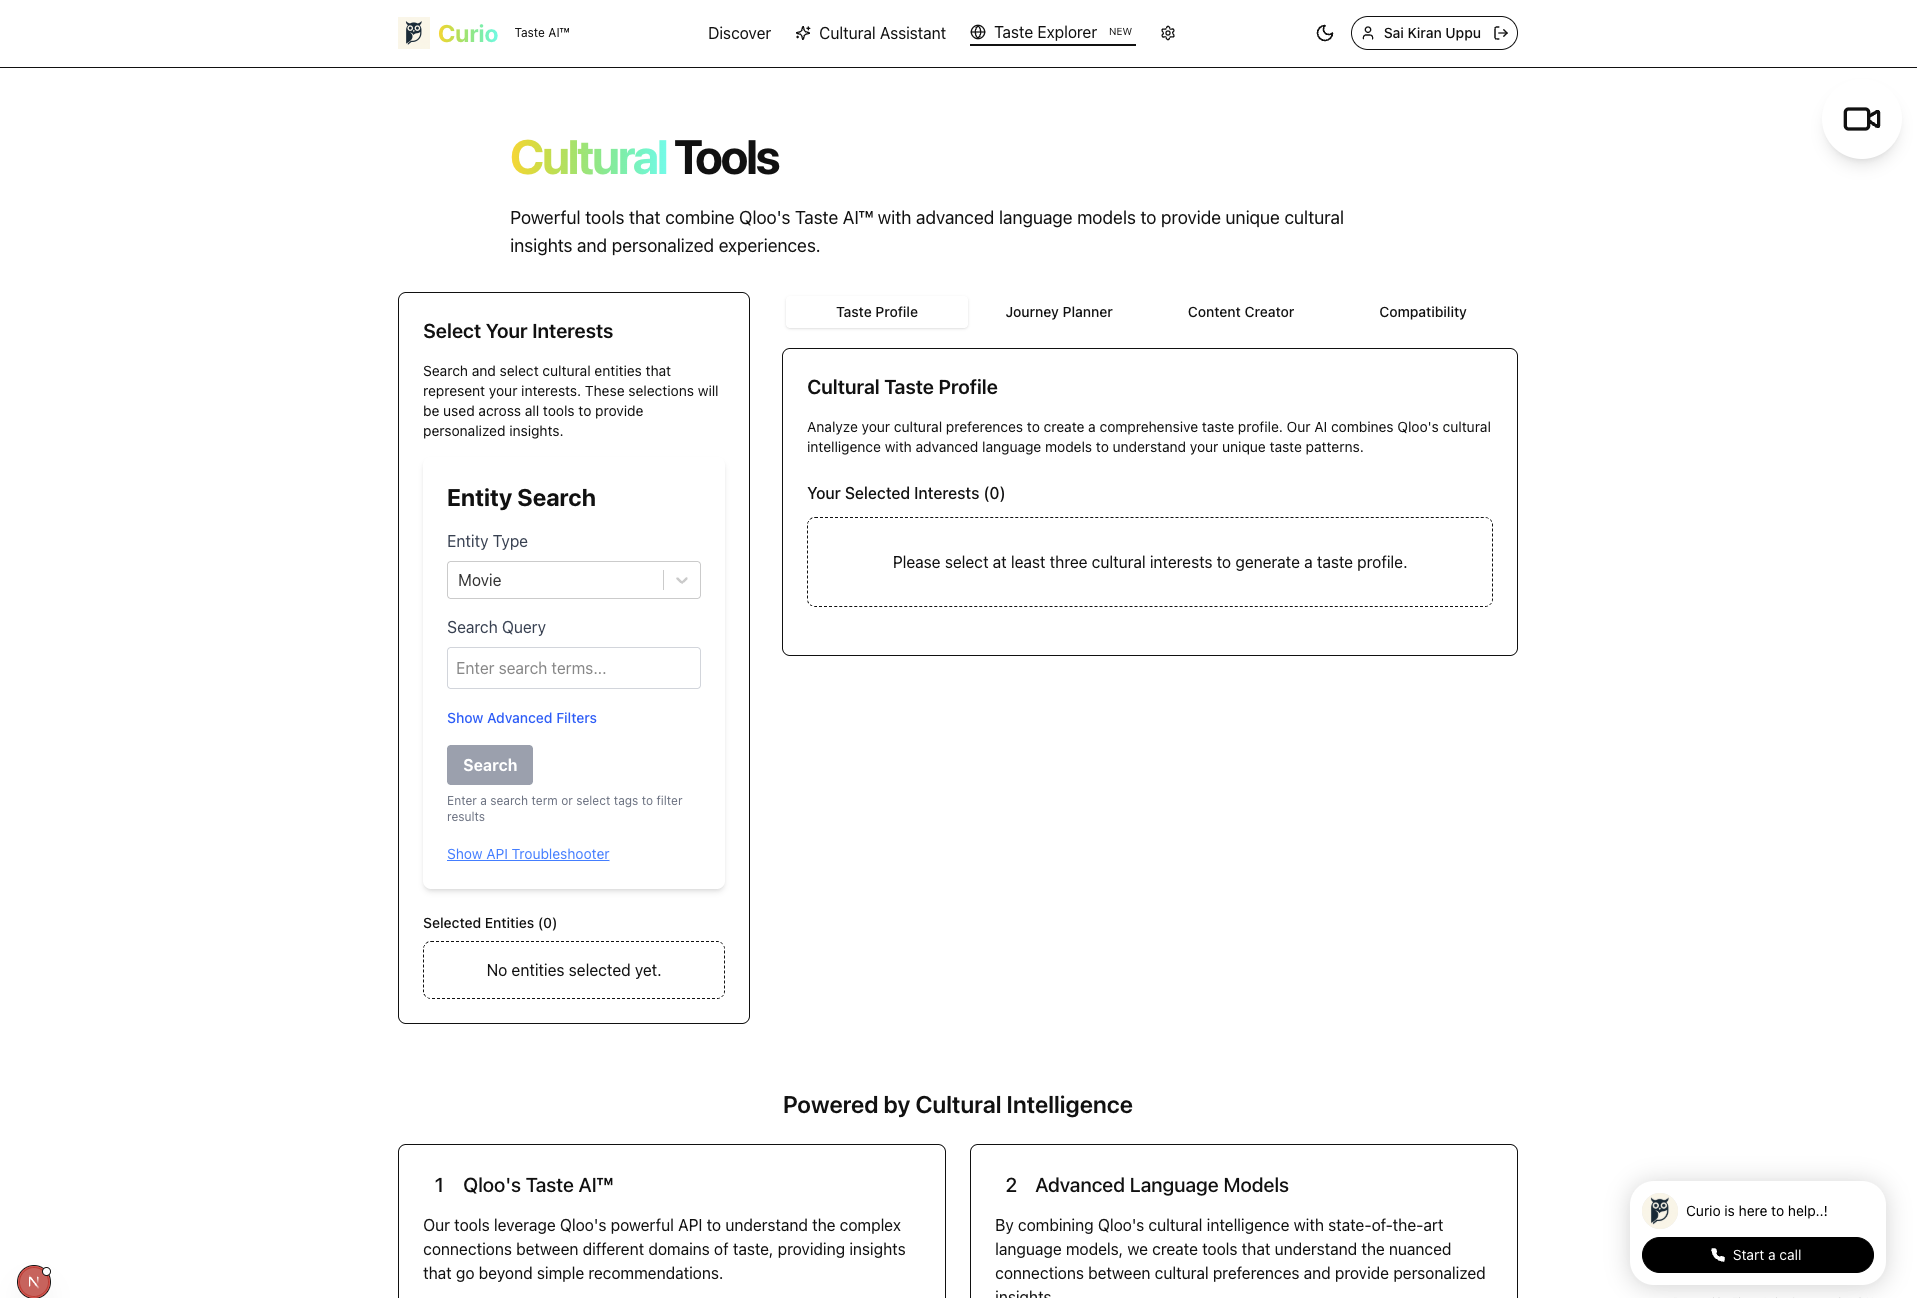 Curio
Taste AI™
Discover
Cultural Assistant
Taste Explorer NEW
Sai Kiran Uppu
Cultural Tools
Powerful tools that combine Qloo's Taste AI™ with advanced language models to provide unique cultural
insights and personalized experiences.
Select Your Interests
Search and select cultural entities that
represent your interests. These selections will
be used across all tools to provide
personalized insights.
Entity Search
Entity Type
Movie
Search Query
Enter search terms...
Show Advanced Filters
Search
Enter a search term or select tags to filter
results
Show API Troubleshooter
Selected Entities (0)
No entities selected yet.
Taste Profile
Journey Planner
Content Creator
Compatibility
Cultural Taste Profile
Analyze your cultural preferences to create a comprehensive taste profile. Our AI combines Qloo's cultural
intelligence with advanced language models to understand your unique taste patterns.
Your Selected Interests (0)
Please select at least three cultural interests to generate a taste profile.
Powered by Cultural Intelligence
1 Qloo's Taste AI™
Our tools leverage Qloo's powerful API to understand the complex
connections between different domains of taste, providing insights
that go beyond simple recommendations.
2 Advanced Language Models
By combining Qloo's cultural intelligence with state-of-the-art
language models, we create tools that understand the nuanced
connections between cultural preferences and provide personalized
insights.
Curio is here to help..!
Start a call
N